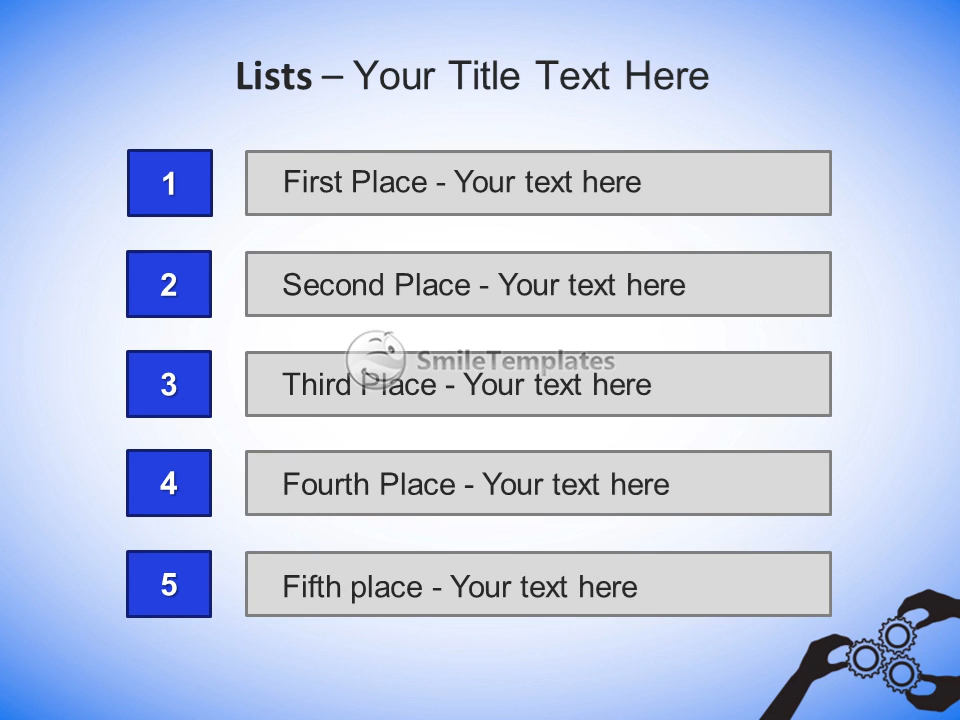 Lists – Your Title Text Here
1 First Place - Your text here
2 Second Place - Your text here
SmileTemplates
3 Third Place - Your text here
4 Fourth Place - Your text here
5 Fifth place - Your text here